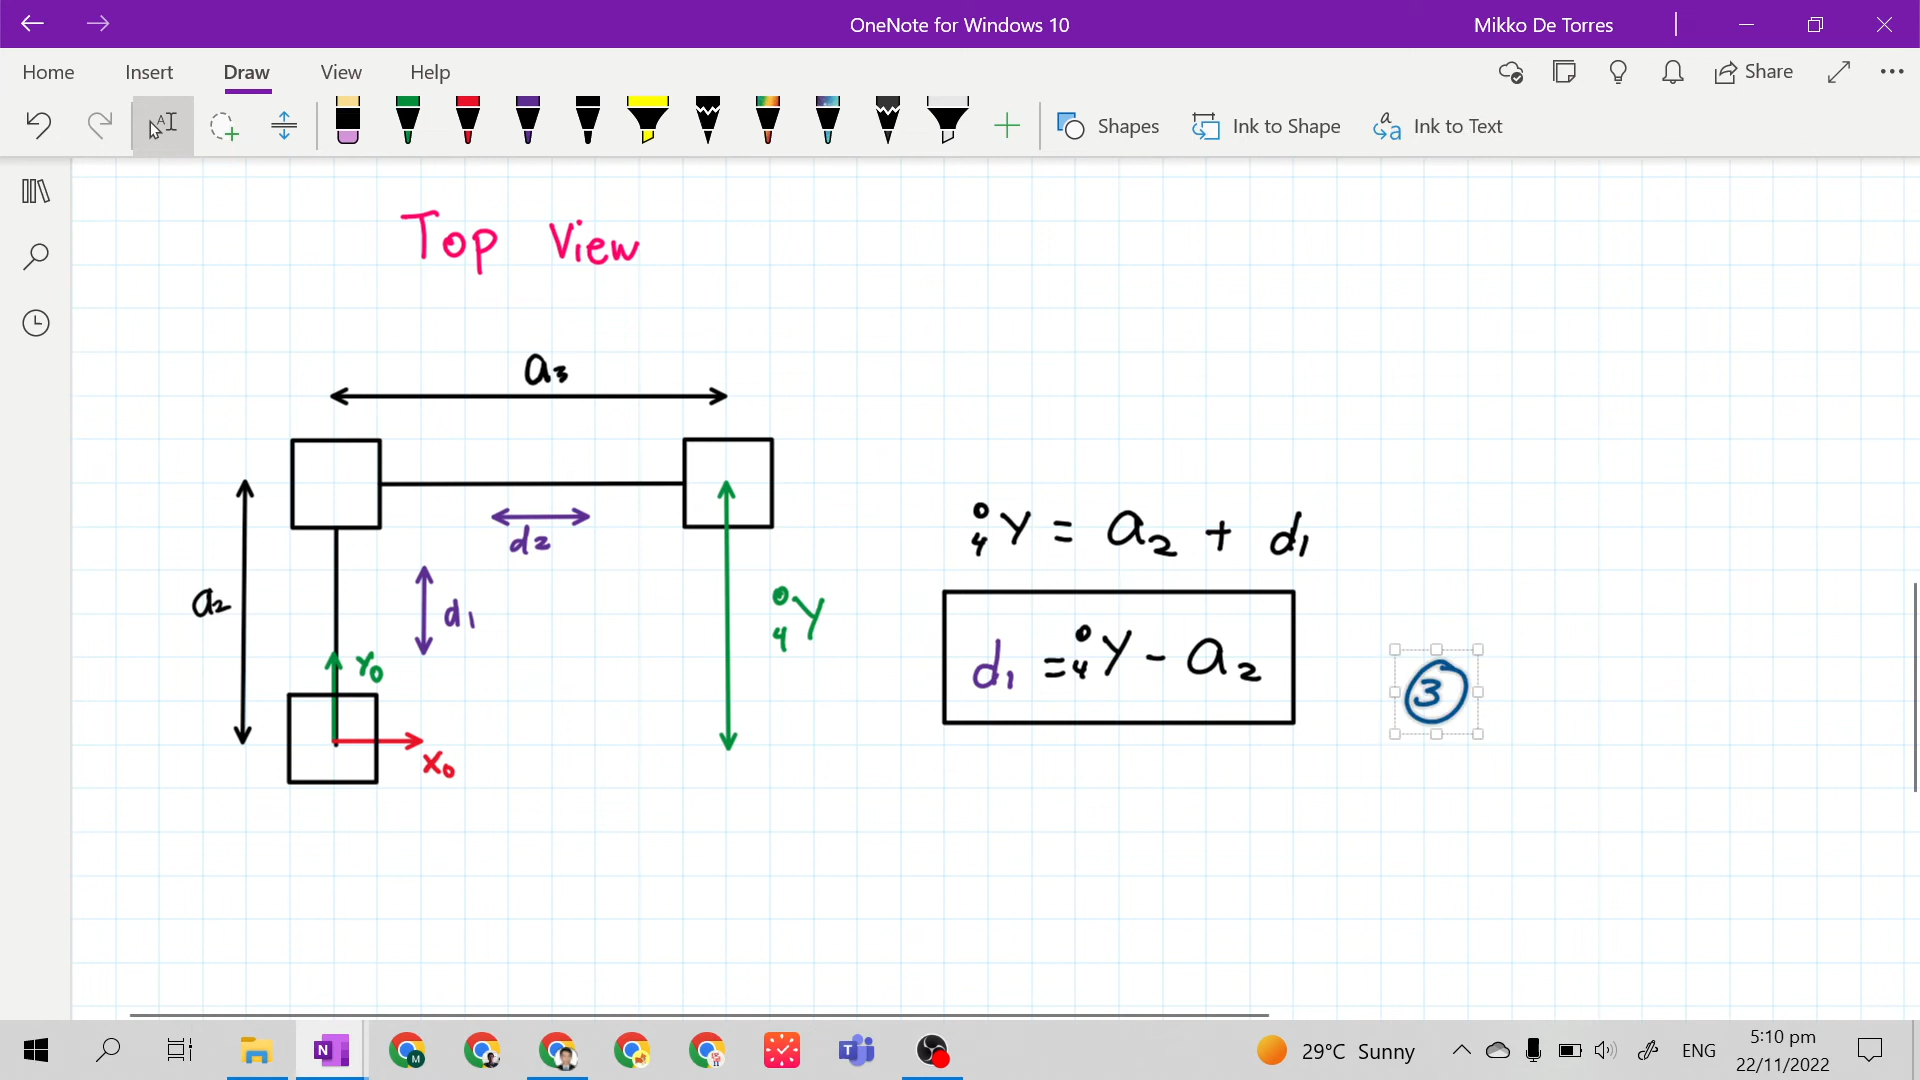 OneNote for Windows 10
Mikko De Torres
Home Insert Draw View Help
Share
Shapes Ink to Shape Ink to Text
Top View
a₃
d₂
a₂
d₁
⁰₄Y
Y₀
X₀
⁰₄Y = a₂ + d₁
d₁ = ⁰₄Y - a₂
3
29°C Sunny
ENG
5:10 pm
22/11/2022